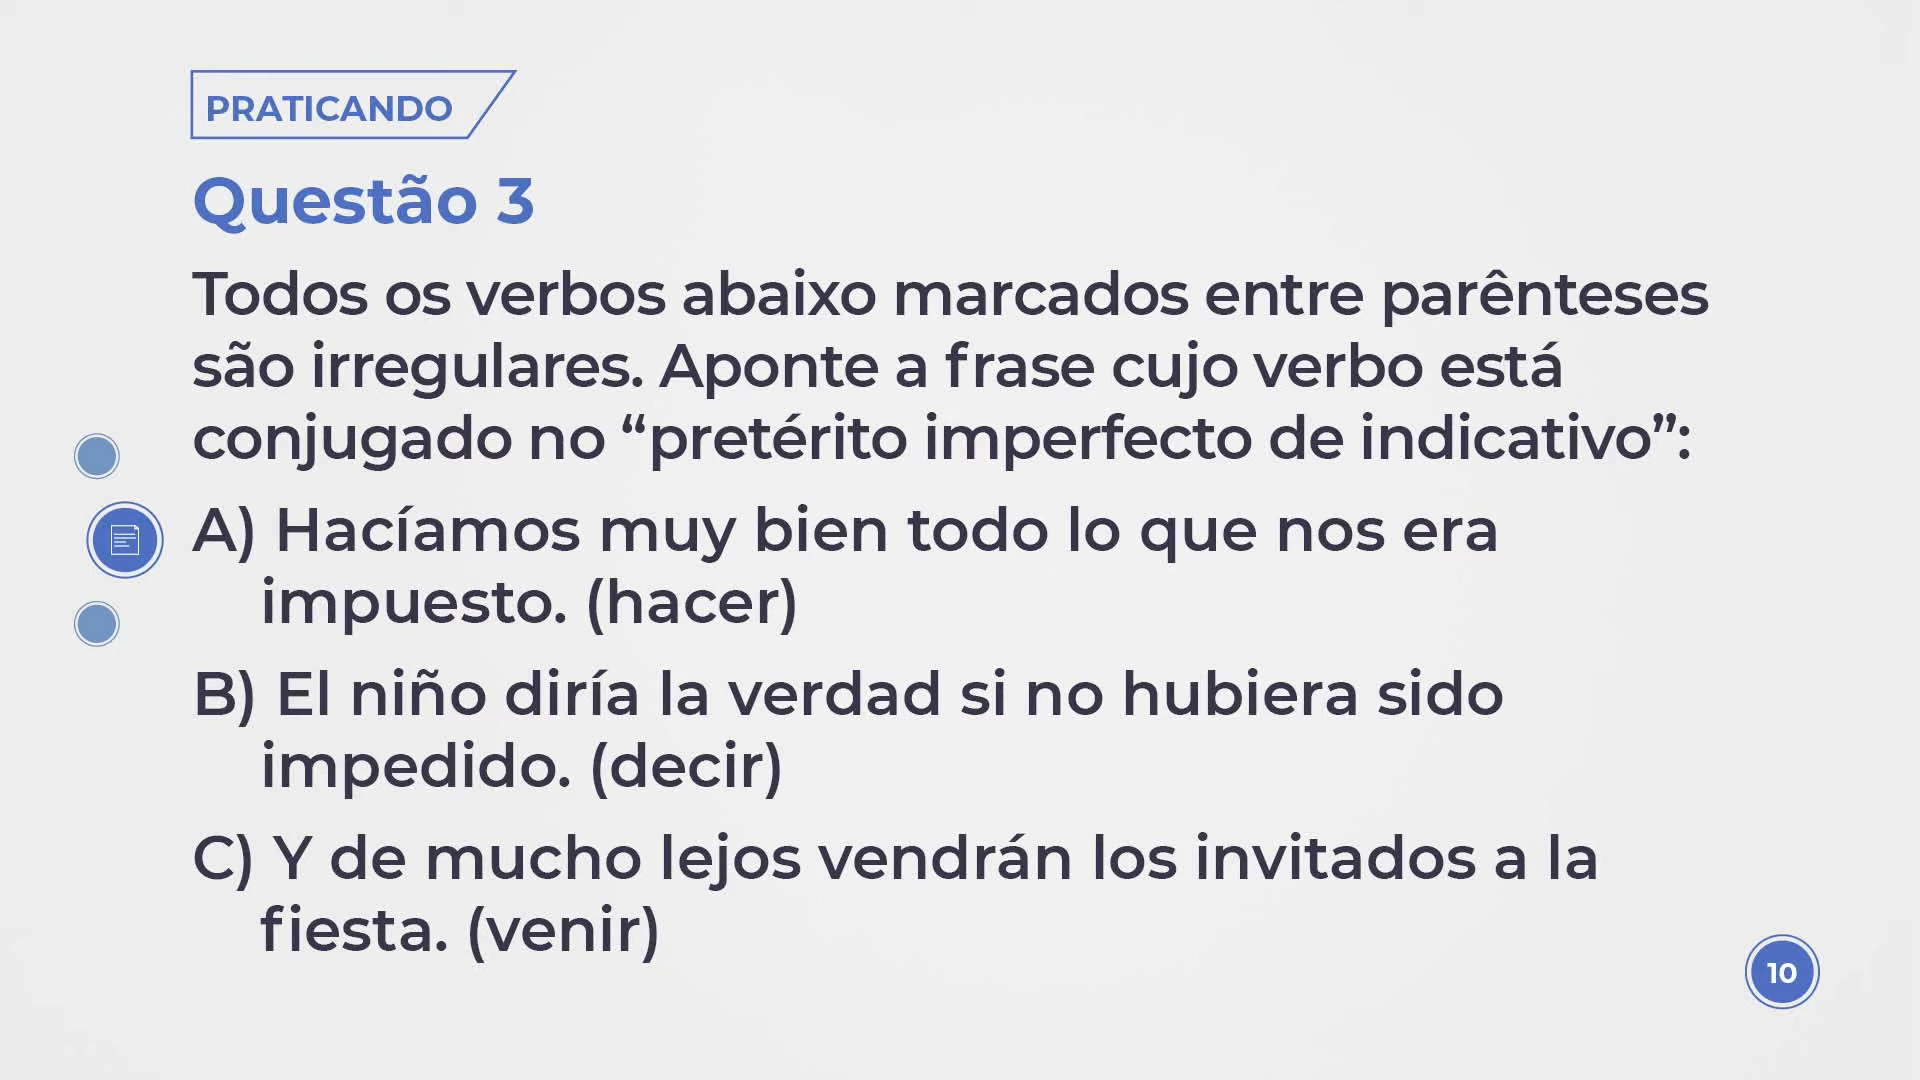 PRATICANDO
Questão 3
Todos os verbos abaixo marcados entre parênteses
são irregulares. Aponte a frase cujo verbo está
conjugado no “pretérito imperfecto de indicativo”:
A) Hacíamos muy bien todo lo que nos era
impuesto. (hacer)
B) El niño diría la verdad si no hubiera sido
impedido. (decir)
C) Y de mucho lejos vendrán los invitados a la
fiesta. (venir)
10